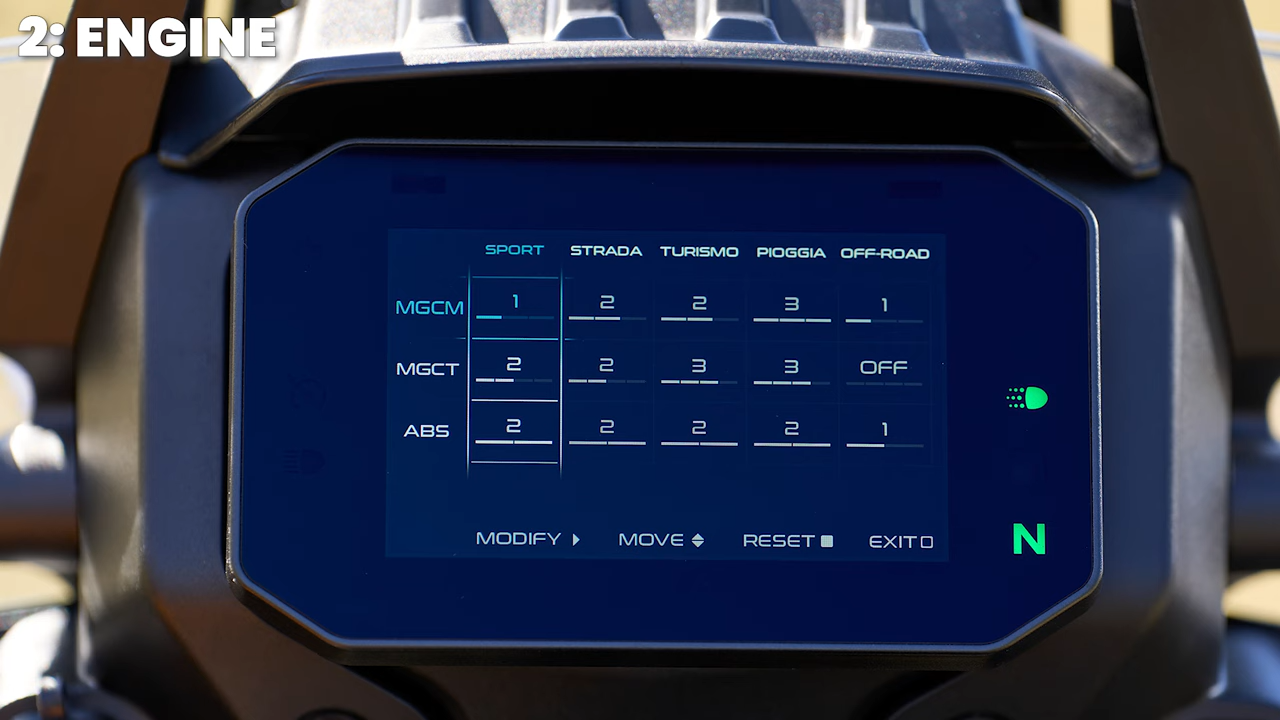 2: ENGINE
SPORT STRADA TURISMO PIOGGIA OFF-ROAD
MGCM 1 2 2 3 1
MGCT 2 2 3 3 OFF
ABS 2 2 2 2 1
MODIFY MOVE RESET EXIT
N